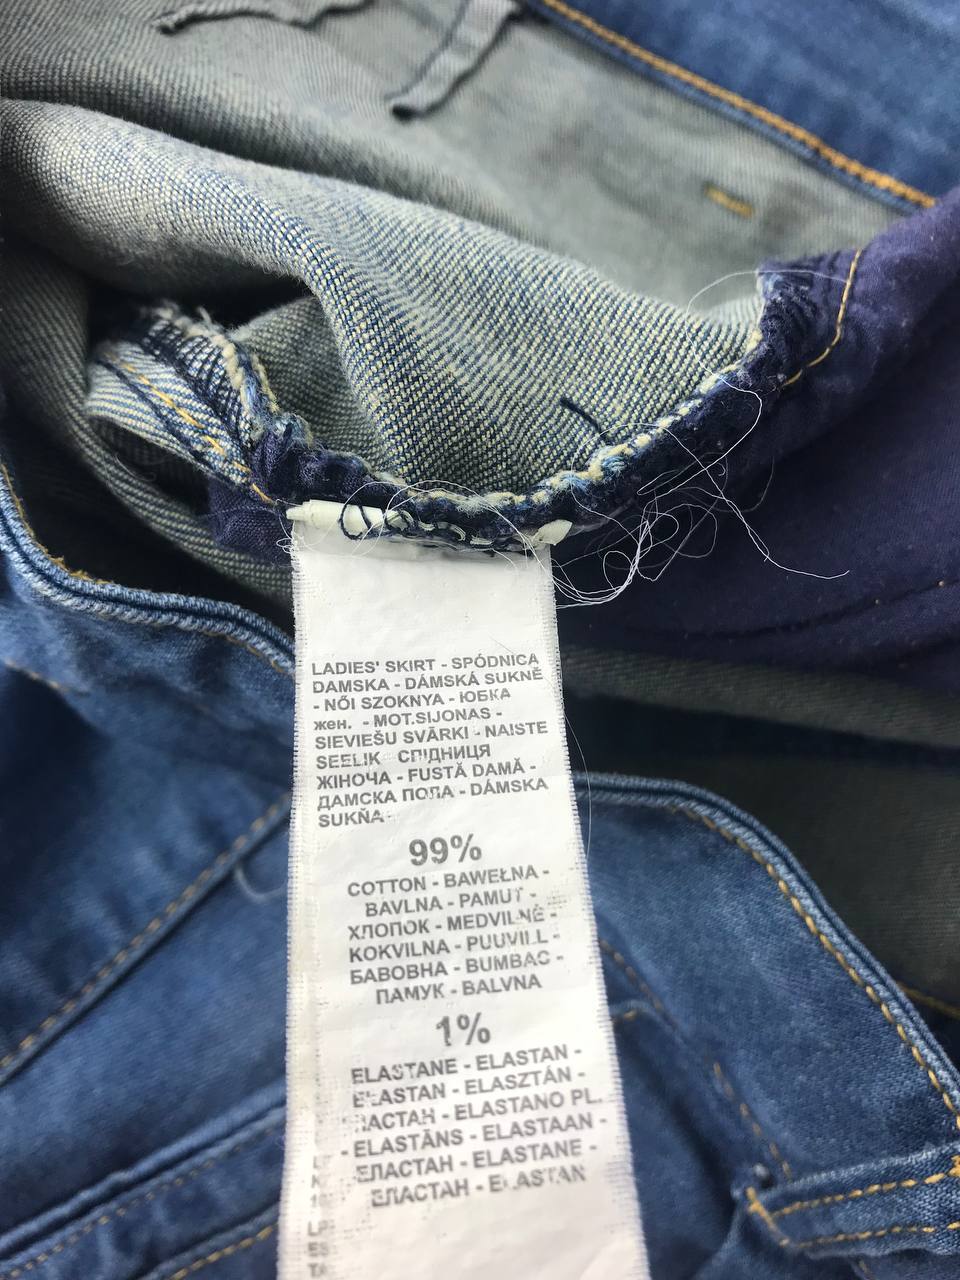 LADIES' SKIRT - SPÓDNICA
DAMSKA - DÁMSKÁ SUKNĚ
- NŐI SZOKNYA - ЮБКА
жен. - MOT.SIJONAS -
SIEVIEŠU SVĀRKI - NAISTE
SEELIK - СПІДНИЦЯ
ЖІНОЧА - FUSTĂ DAMĂ -
ДАМСКА ПОЛА - DÁMSKA
SUKŇA
99%
COTTON - BAWEŁNA -
BAVLNA - PAMUT -
ХЛОПОК - MEDVILNĖ -
KOKVILNA - PUUVILL -
БАВОВНА - BUMBAC -
ПАМУК - BALVNA
1%
ELASTANE - ELASTAN -
ELASTAN - ELASZTÁN -
ЛАСТАН - ELASTANO PL.
- ELASTĀNS - ELASTAAN -
ЕЛАСТАН - ELASTANE -
ЕЛАСТАН - ELASTAN